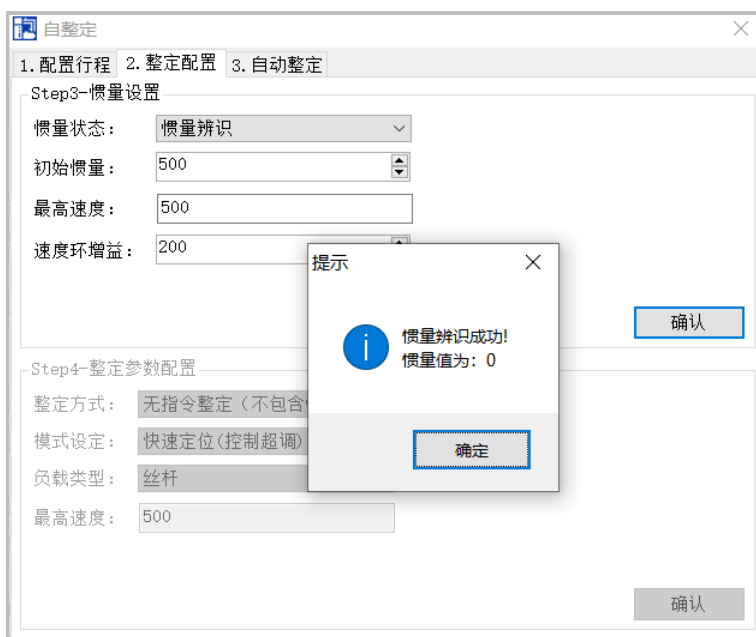 自整定
1.配置行程 2.整定配置 3.自动整定
Step3-惯量设置
惯量状态： 惯量辨识
初始惯量： 500
最高速度： 500
速度环增益： 200
提示
惯量辨识成功!
惯量值为：0
确定
确认
Step4-整定参数配置
整定方式： 无指令整定（不包含
模式设定： 快速定位(控制超调)
负载类型： 丝杆
最高速度： 500
确认